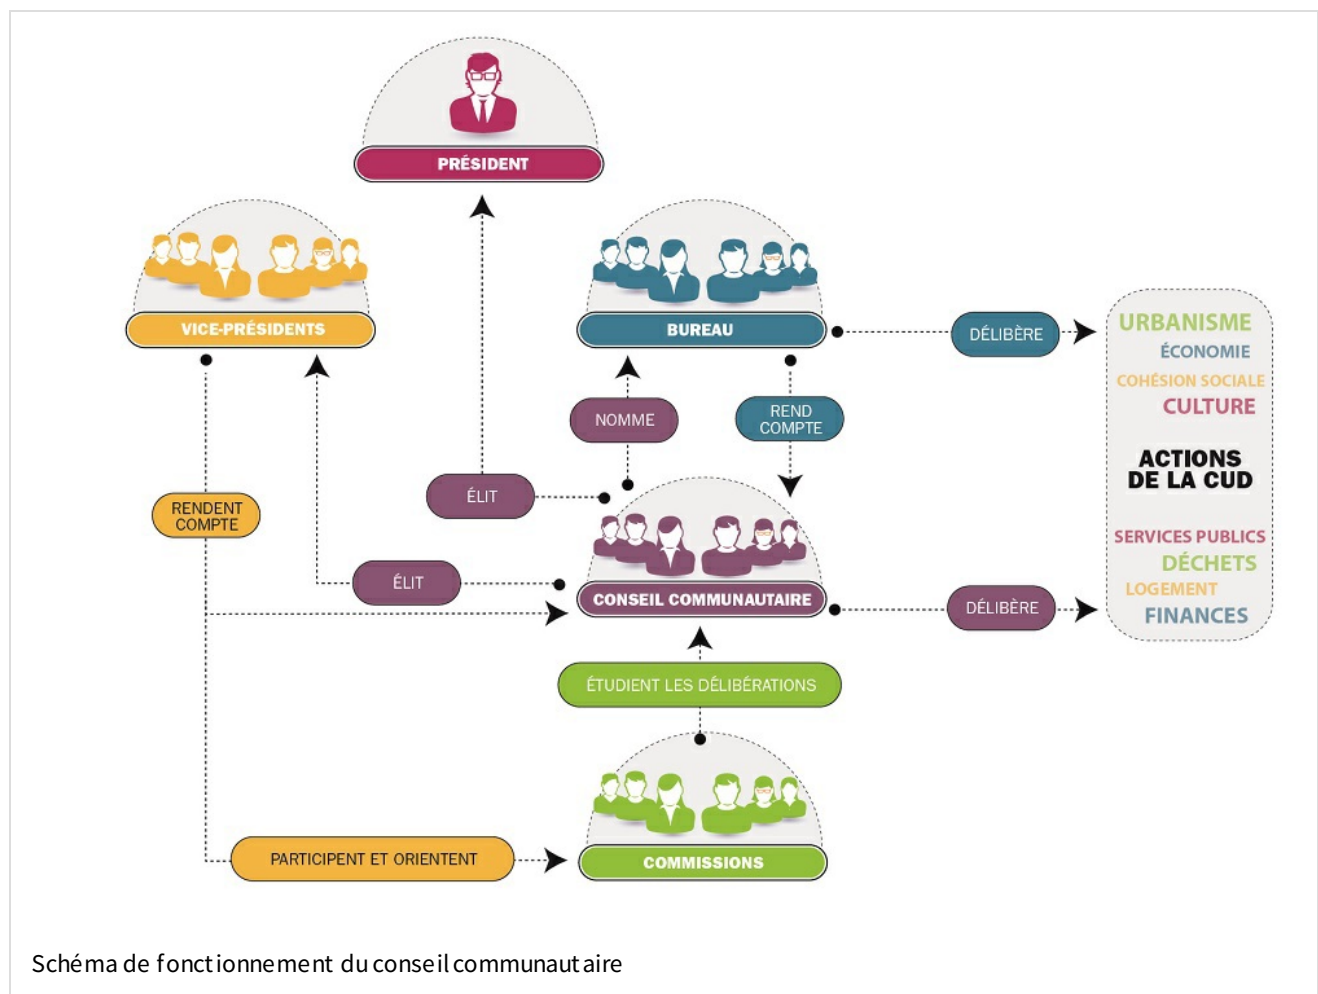 PRÉSIDENT
VICE-PRÉSIDENTS
BUREAU
DÉLIBÈRE
URBANISME
ÉCONOMIE
COHÉSION SOCIALE
CULTURE
ACTIONS
DE LA CUD
SERVICES PUBLICS
DÉCHETS
LOGEMENT
FINANCES
NOMME
REND
COMPTE
ÉLIT
RENDENT
COMPTE
ÉLIT
CONSEIL COMMUNAUTAIRE
DÉLIBÈRE
ÉTUDIENT LES DÉLIBÉRATIONS
PARTICIPENT ET ORIENTENT
COMMISSIONS
Schéma de fonctionnement du conseil communautaire